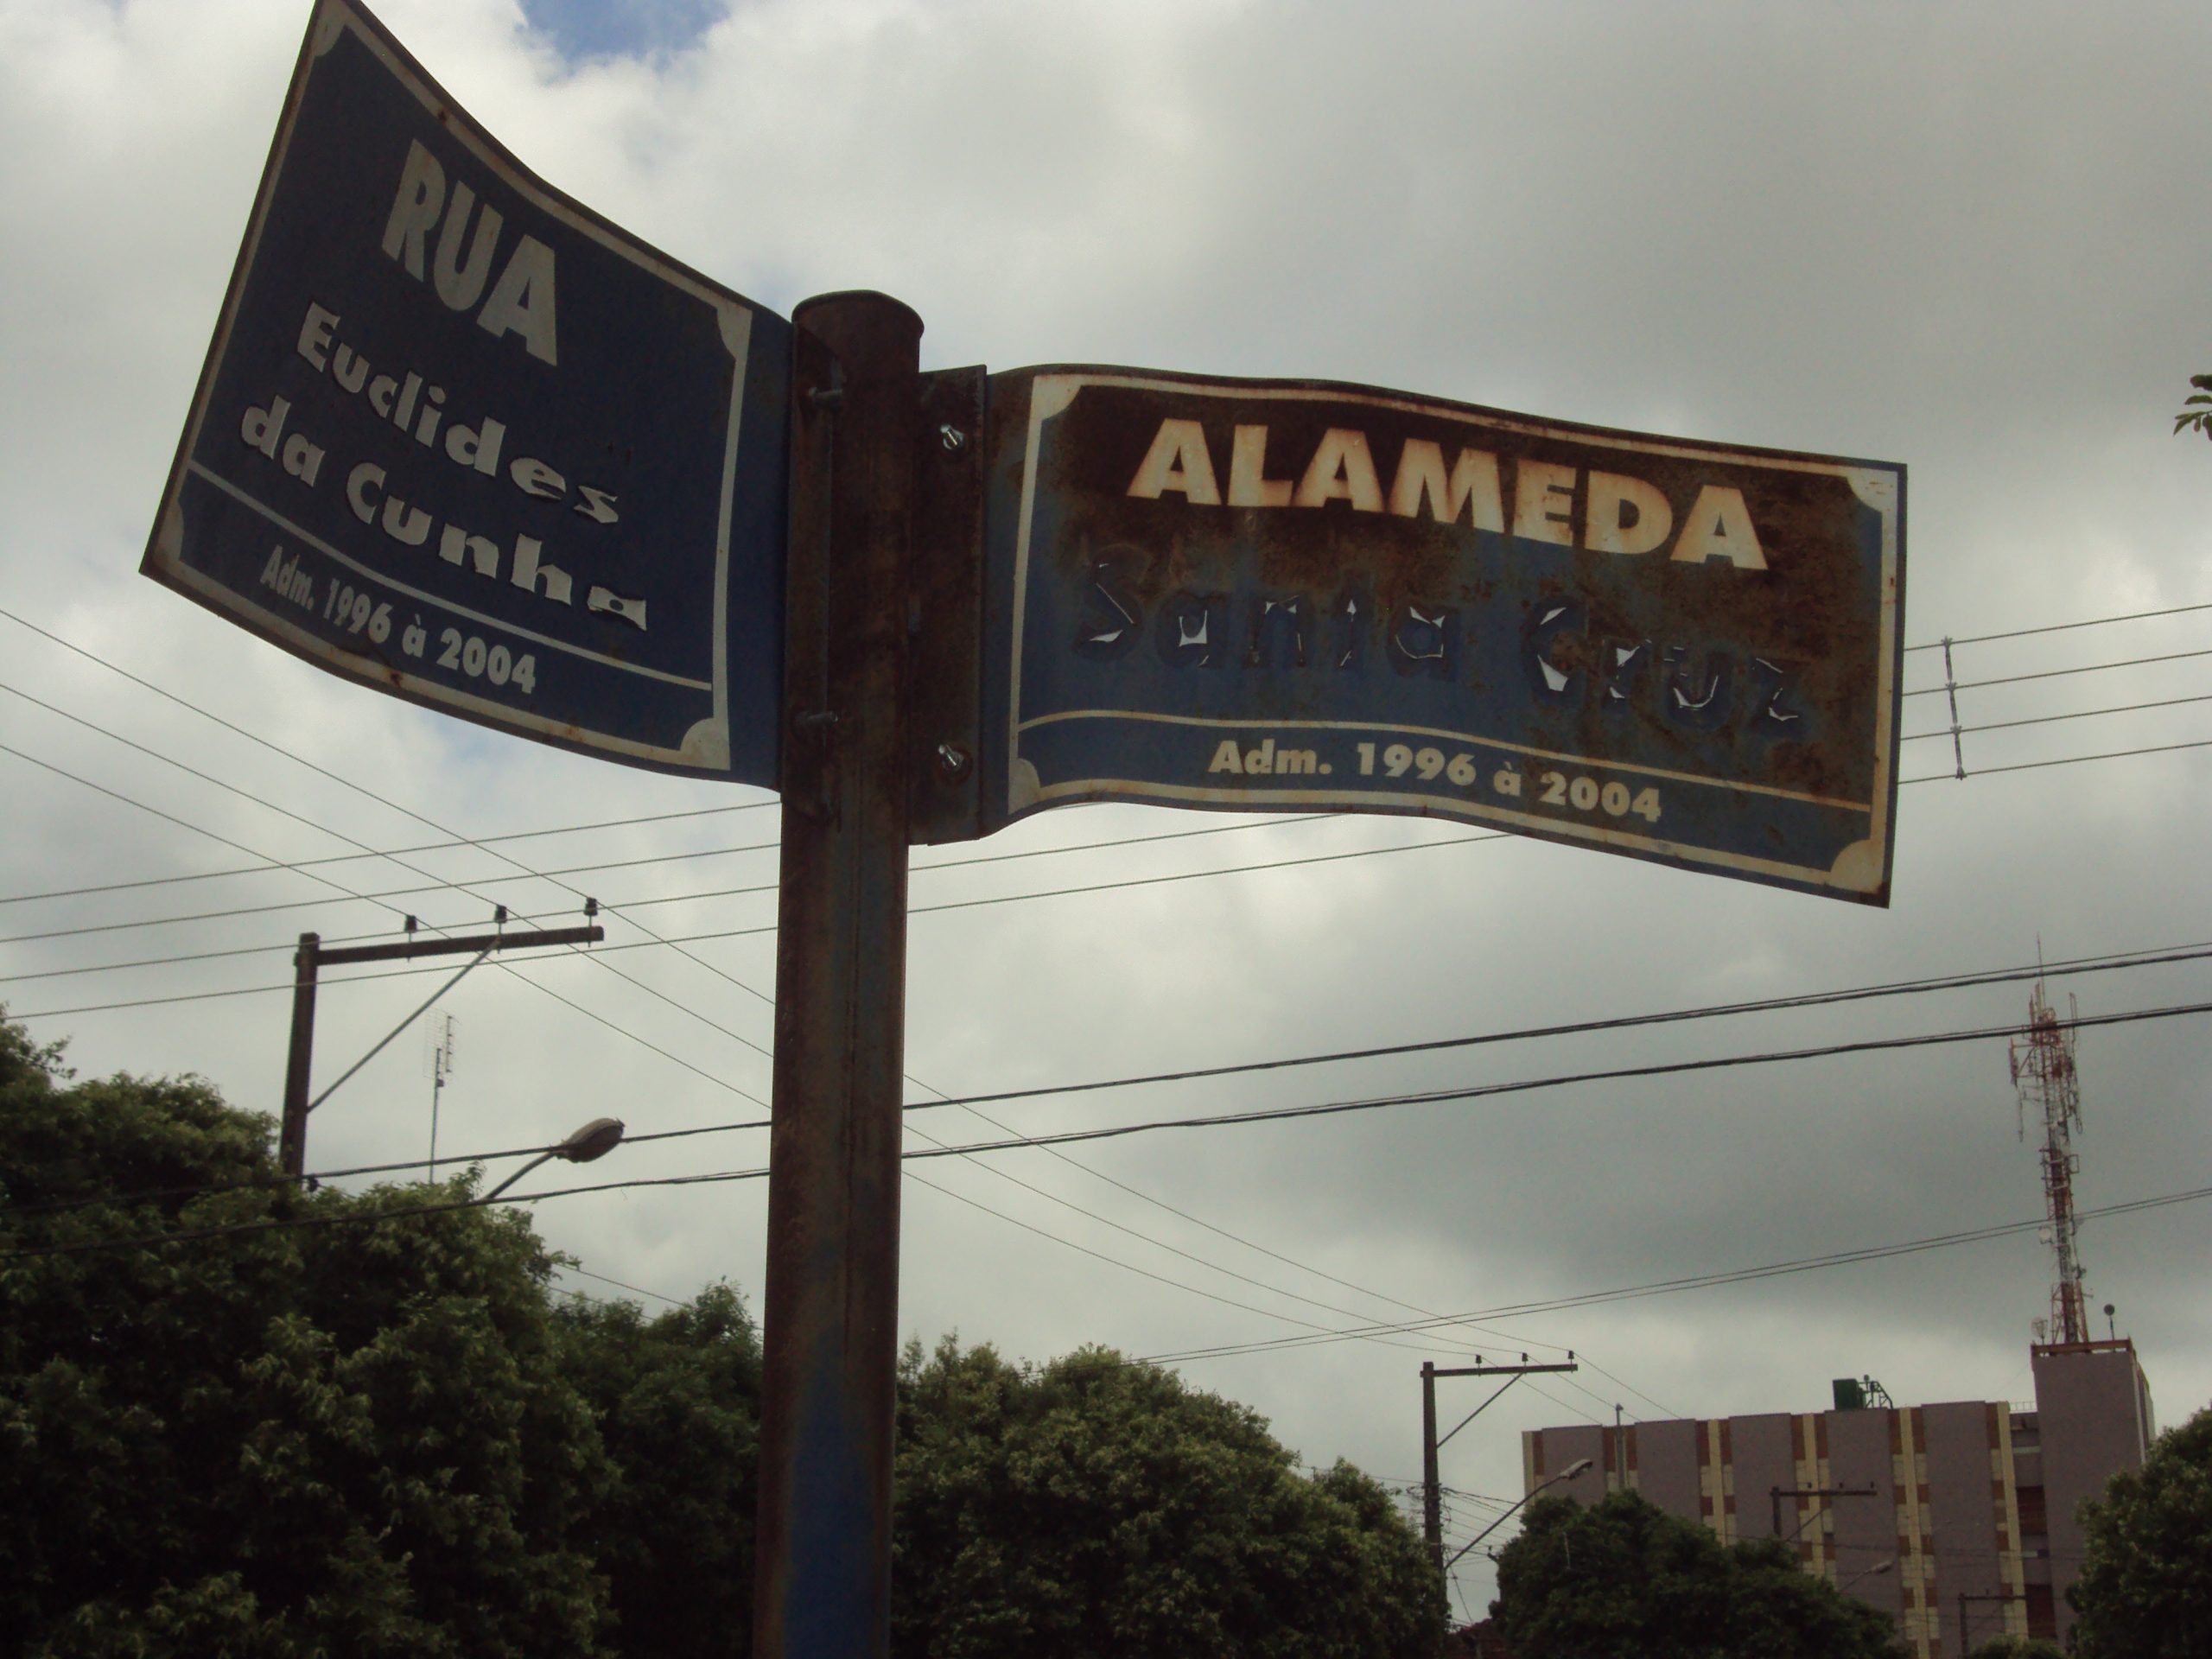 RUA
Euclides
da Cunha
Adm. 1996 à 2004
ALAMEDA
Santa Cruz
Adm. 1996 à 2004